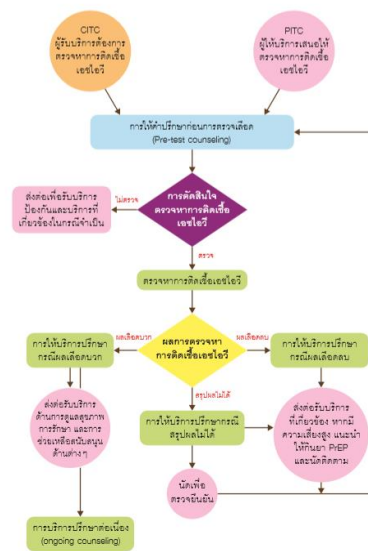 CITC
ผู้รับบริการต้องการ
ตรวจหาการติดเชื้อ
เอชไอวี
PITC
ผู้ให้บริการเสนอให้
ตรวจหาการติดเชื้อ
เอชไอวี
การให้คำปรึกษาก่อนการตรวจเลือด
(Pre-test counseling)
การตัดสินใจ
ตรวจหาการติดเชื้อ
เอชไอวี
ไม่ตรวจ
ส่งต่อเพื่อรับบริการ
ป้องกันและบริการที่
เกี่ยวข้องในกรณีจำเป็น
ตรวจ
ตรวจหาการติดเชื้อเอชไอวี
ผลการตรวจหา
การติดเชื้อเอชไอวี
ผลเลือดบวก
ผลเลือดลบ
สรุปผลไม่ได้
การให้บริการปรึกษา
กรณีผลเลือดบวก
การให้บริการปรึกษา
กรณีผลเลือดลบ
ส่งต่อรับบริการ
ด้านการดูแลสุขภาพ
การรักษา และการ
ช่วยเหลือสนับสนุน
ด้านต่างๆ
การให้บริการปรึกษากรณี
สรุปผลไม่ได้
ส่งต่อรับบริการ
ที่เกี่ยวข้อง หากมี
ความเสี่ยงสูง แนะนำ
ให้กินยา PrEP
และนัดติดตาม
นัดเพื่อ
ตรวจยืนยัน
การบริการปรึกษาต่อเนื่อง
(ongoing counseling)